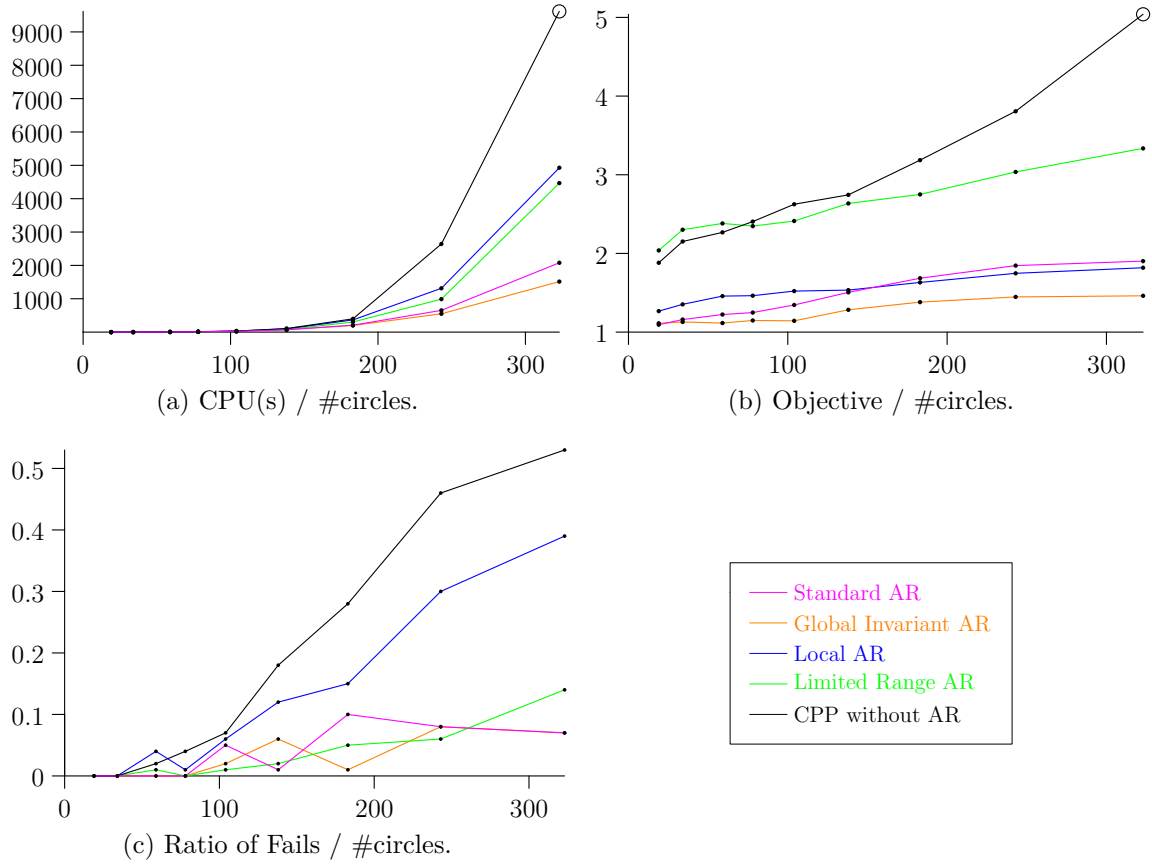 9000
8000
7000
6000
5000
4000
3000
2000
1000
0 100 200 300
(a) CPU(s) / #circles.
5
4
3
2
1
0 100 200 300
(b) Objective / #circles.
0.5
0.4
0.3
0.2
0.1
0
0 100 200 300
(c) Ratio of Fails / #circles.
Standard AR
Global Invariant AR
Local AR
Limited Range AR
CPP without AR